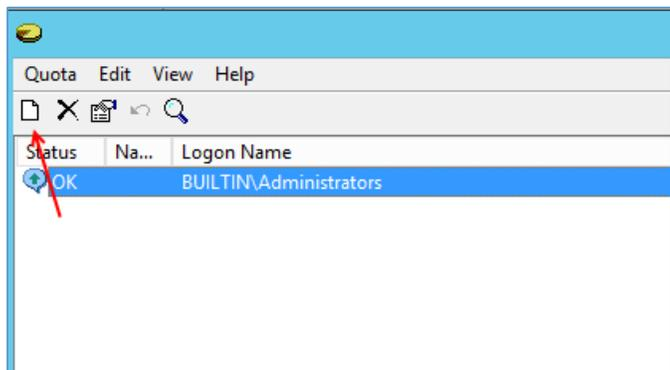 Quota Edit View Help
Status Na... Logon Name
OK BUILTIN\Administrators